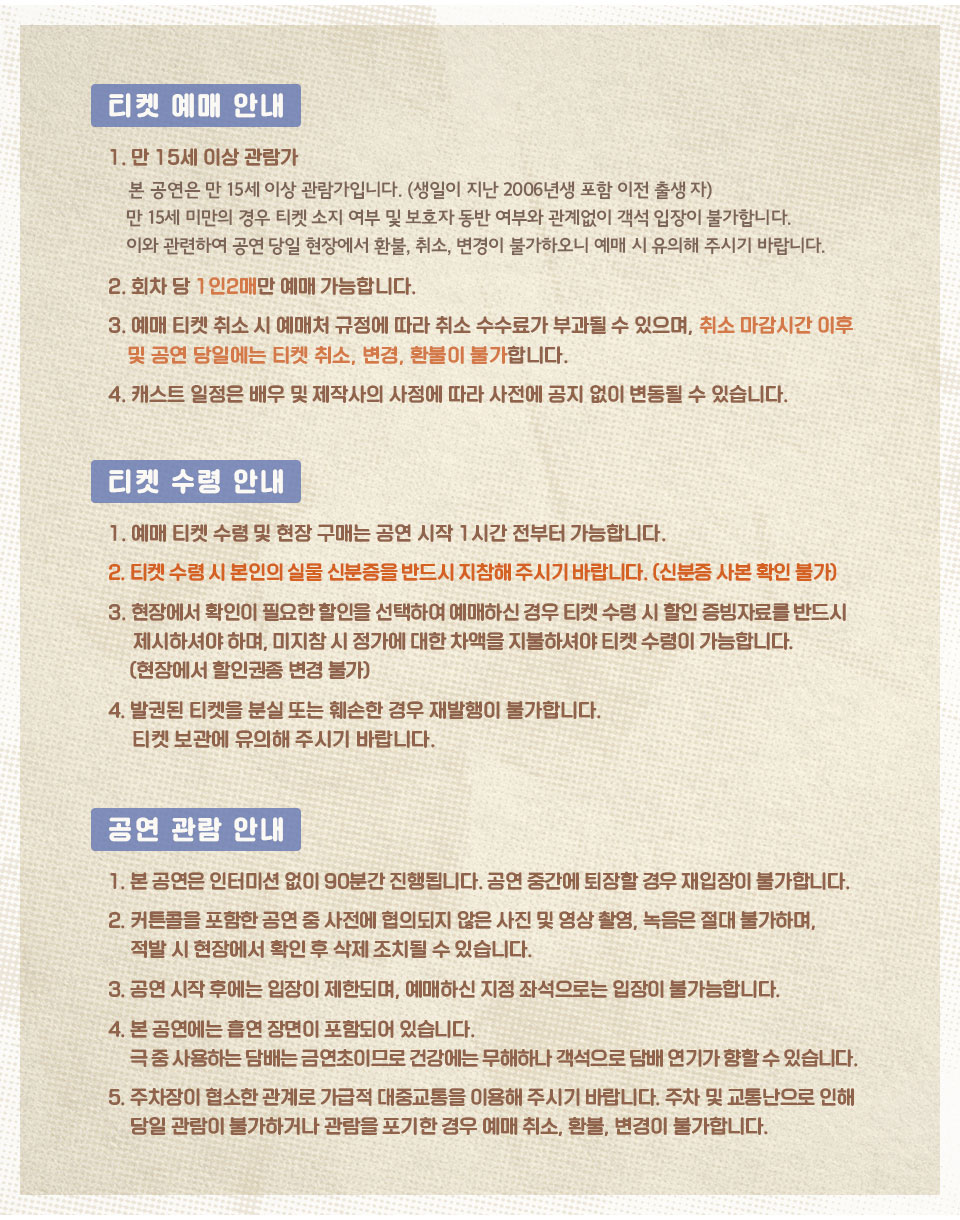 티켓 예매 안내
1. 만 15세 이상 관람가
본 공연은 만 15세 이상 관람가입니다. (생일이 지난 2006년생 포함 이전 출생 자)
만 15세 미만의 경우 티켓 소지 여부 및 보호자 동반 여부와 관계없이 객석 입장이 불가합니다.
이와 관련하여 공연 당일 현장에서 환불, 취소, 변경이 불가하오니 예매 시 유의해 주시기 바랍니다.
2. 회차 당 1인2매만 예매 가능합니다.
3. 예매 티켓 취소 시 예매처 규정에 따라 취소 수수료가 부과될 수 있으며, 취소 마감시간 이후
및 공연 당일에는 티켓 취소, 변경, 환불이 불가합니다.
4. 캐스트 일정은 배우 및 제작사의 사정에 따라 사전에 공지 없이 변동될 수 있습니다.
티켓 수령 안내
1. 예매 티켓 수령 및 현장 구매는 공연 시작 1시간 전부터 가능합니다.
2. 티켓 수령 시 본인의 실물 신분증을 반드시 지참해 주시기 바랍니다. (신분증 사본 확인 불가)
3. 현장에서 확인이 필요한 할인을 선택하여 예매하신 경우 티켓 수령 시 할인 증빙자료를 반드시
제시하셔야 하며, 미지참 시 정가에 대한 차액을 지불하셔야 티켓 수령이 가능합니다.
(현장에서 할인권종 변경 불가)
4. 발권된 티켓을 분실 또는 훼손한 경우 재발행이 불가합니다.
티켓 보관에 유의해 주시기 바랍니다.
공연 관람 안내
1. 본 공연은 인터미션 없이 90분간 진행됩니다. 공연 중간에 퇴장할 경우 재입장이 불가합니다.
2. 커튼콜을 포함한 공연 중 사전에 협의되지 않은 사진 및 영상 촬영, 녹음은 절대 불가하며,
적발 시 현장에서 확인 후 삭제 조치될 수 있습니다.
3. 공연 시작 후에는 입장이 제한되며, 예매하신 지정 좌석으로는 입장이 불가능합니다.
4. 본 공연에는 흡연 장면이 포함되어 있습니다.
극 중 사용하는 담배는 금연초이므로 건강에는 무해하나 객석으로 담배 연기가 향할 수 있습니다.
5. 주차장이 협소한 관계로 가급적 대중교통을 이용해 주시기 바랍니다. 주차 및 교통난으로 인해
당일 관람이 불가하거나 관람을 포기한 경우 예매 취소, 환불, 변경이 불가합니다.